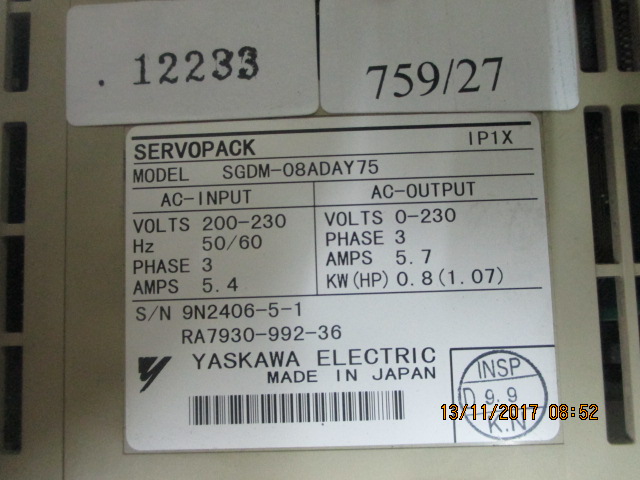 .12233
759/27
SERVOPACK IP1X
MODEL SGDM-08ADAY75
AC-INPUT AC-OUTPUT
VOLTS 200-230 VOLTS 0-230
Hz 50/60 PHASE 3
PHASE 3 AMPS 5.7
AMPS 5.4 KW(HP) 0.8(1.07)
S/N 9N2406-5-1
RA7930-992-36
YASKAWA ELECTRIC
MADE IN JAPAN
INSP
D 9.9
K.N
13/11/2017 08:52